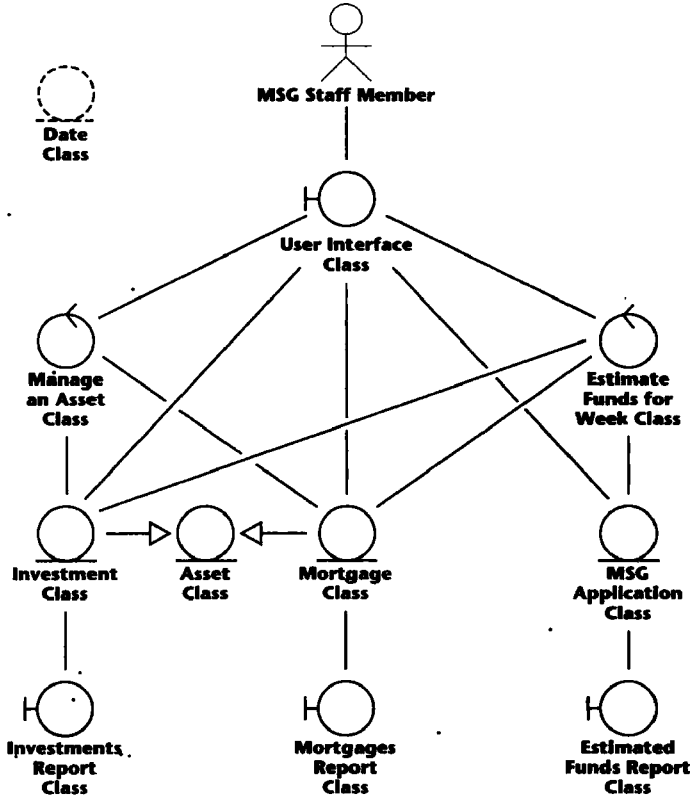 MSG Staff Member
Date
Class
User Interface
Class
Manage
an Asset
Class
Estimate
Funds for
Week Class
Investment
Class
Asset
Class
Mortgage
Class
MSG
Application
Class
Investments
Report
Class
Mortgages
Report
Class
Estimated
Funds Report
Class